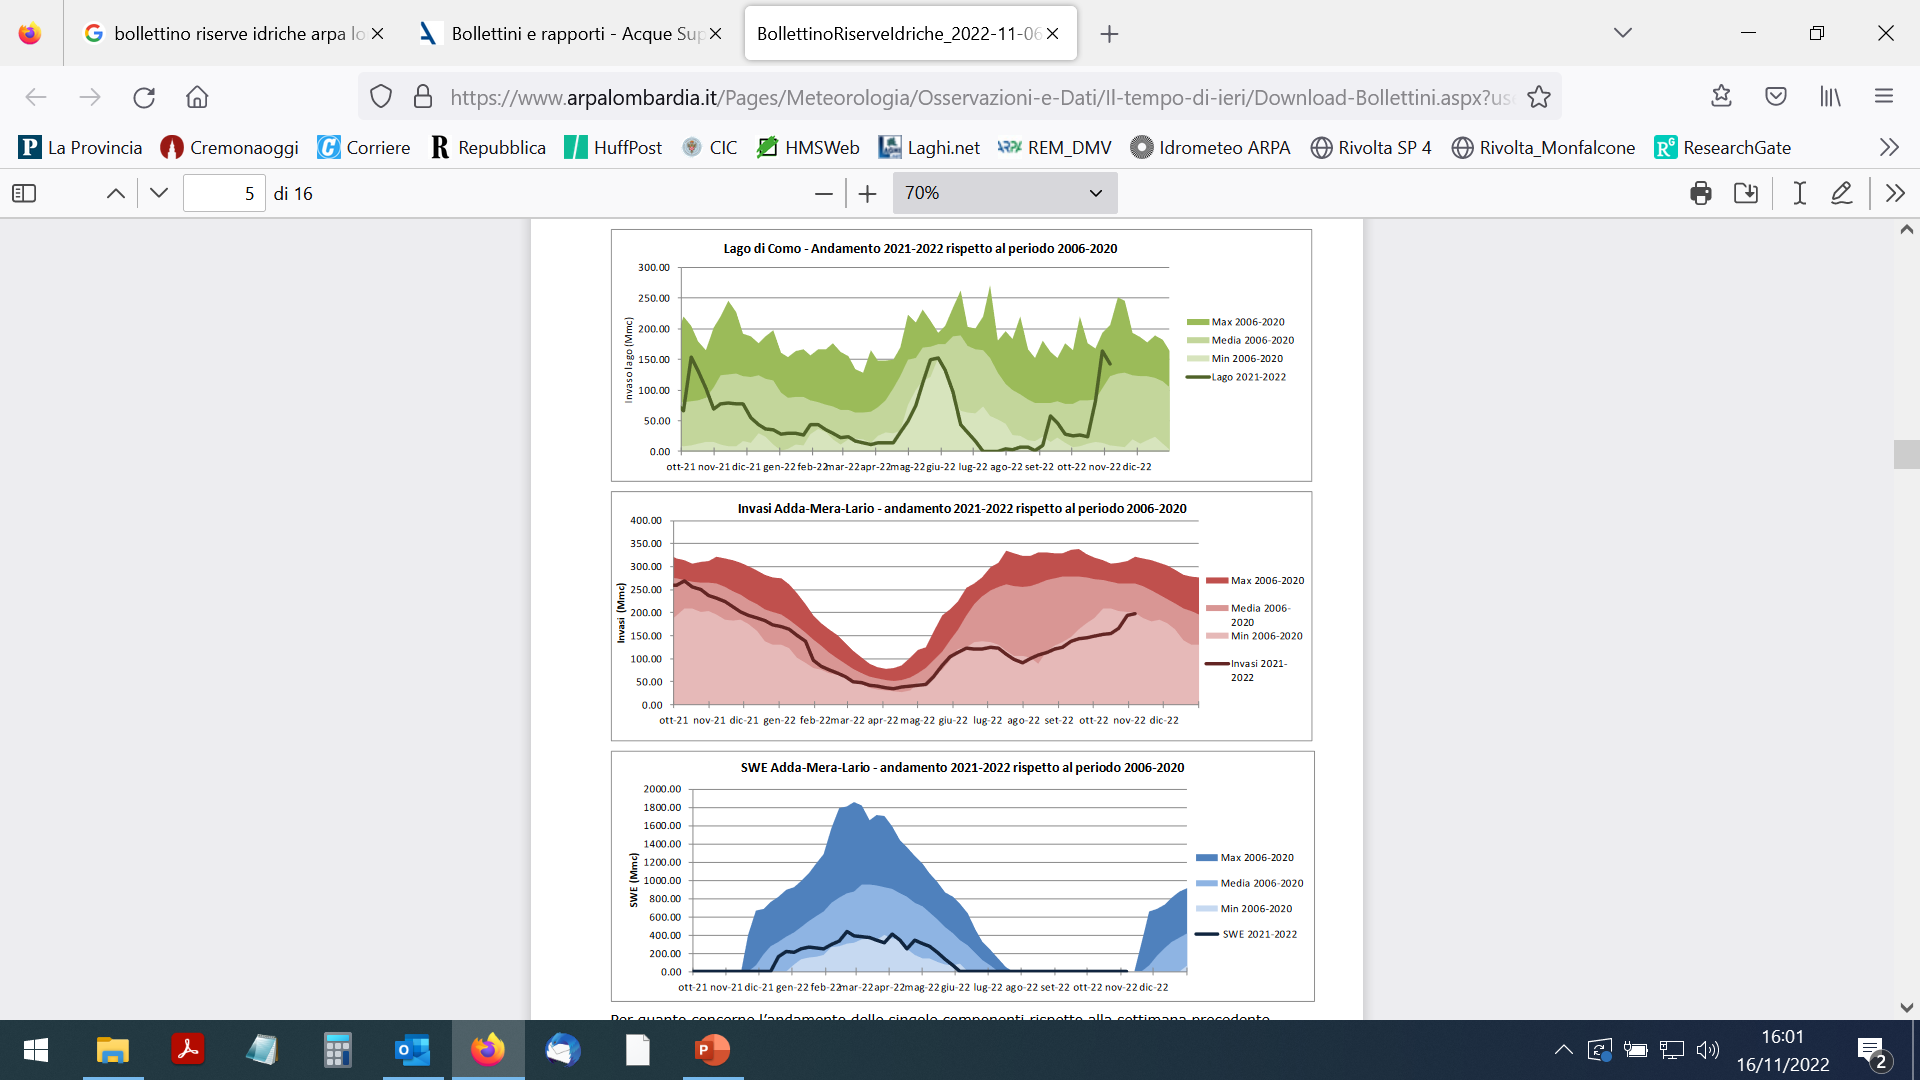 bollettino riserve idriche arpa lo
Bollettini e rapporti - Acque Sup
BollettinoRiserveIdriche_2022-11-06
https://www.arpalombardia.it/Pages/Meteorologia/Osservazioni-e-Dati/Il-tempo-di-ieri/Download-Bollettini.aspx?us
La Provincia
Cremonaoggi
Corriere
Repubblica
HuffPost
CIC
HMSWeb
Laghi.net
REM_DMV
Idrometeo ARPA
Rivolta SP 4
Rivolta_Monfalcone
ResearchGate
5 di 16
70%
Lago di Como - Andamento 2021-2022 rispetto al periodo 2006-2020
Invaso lago (Mmc)
300.00
250.00
200.00
150.00
100.00
50.00
0.00
ott-21 nov-21 dic-21 gen-22 feb-22 mar-22 apr-22 mag-22 giu-22 lug-22 ago-22 set-22 ott-22 nov-22 dic-22
Max 2006-2020
Media 2006-2020
Min 2006-2020
Lago 2021-2022
Invasi Adda-Mera-Lario - andamento 2021-2022 rispetto al periodo 2006-2020
Invasi (Mmc)
400.00
350.00
300.00
250.00
200.00
150.00
100.00
50.00
0.00
ott-21 nov-21 dic-21 gen-22 feb-22 mar-22 apr-22 mag-22 giu-22 lug-22 ago-22 set-22 ott-22 nov-22 dic-22
Max 2006-2020
Media 2006-
2020
Min 2006-2020
Invasi 2021-
2022
SWE Adda-Mera-Lario - andamento 2021-2022 rispetto al periodo 2006-2020
SWE (Mmc)
2000.00
1800.00
1600.00
1400.00
1200.00
1000.00
800.00
600.00
400.00
200.00
0.00
ott-21 nov-21 dic-21 gen-22 feb-22 mar-22 apr-22 mag-22 giu-22 lug-22 ago-22 set-22 ott-22 nov-22 dic-22
Max 2006-2020
Media 2006-2020
Min 2006-2020
SWE 2021-2022
Per quanto concerne l'andamento delle singole componenti rispetto alla settimana precedente
16:01
16/11/2022
2